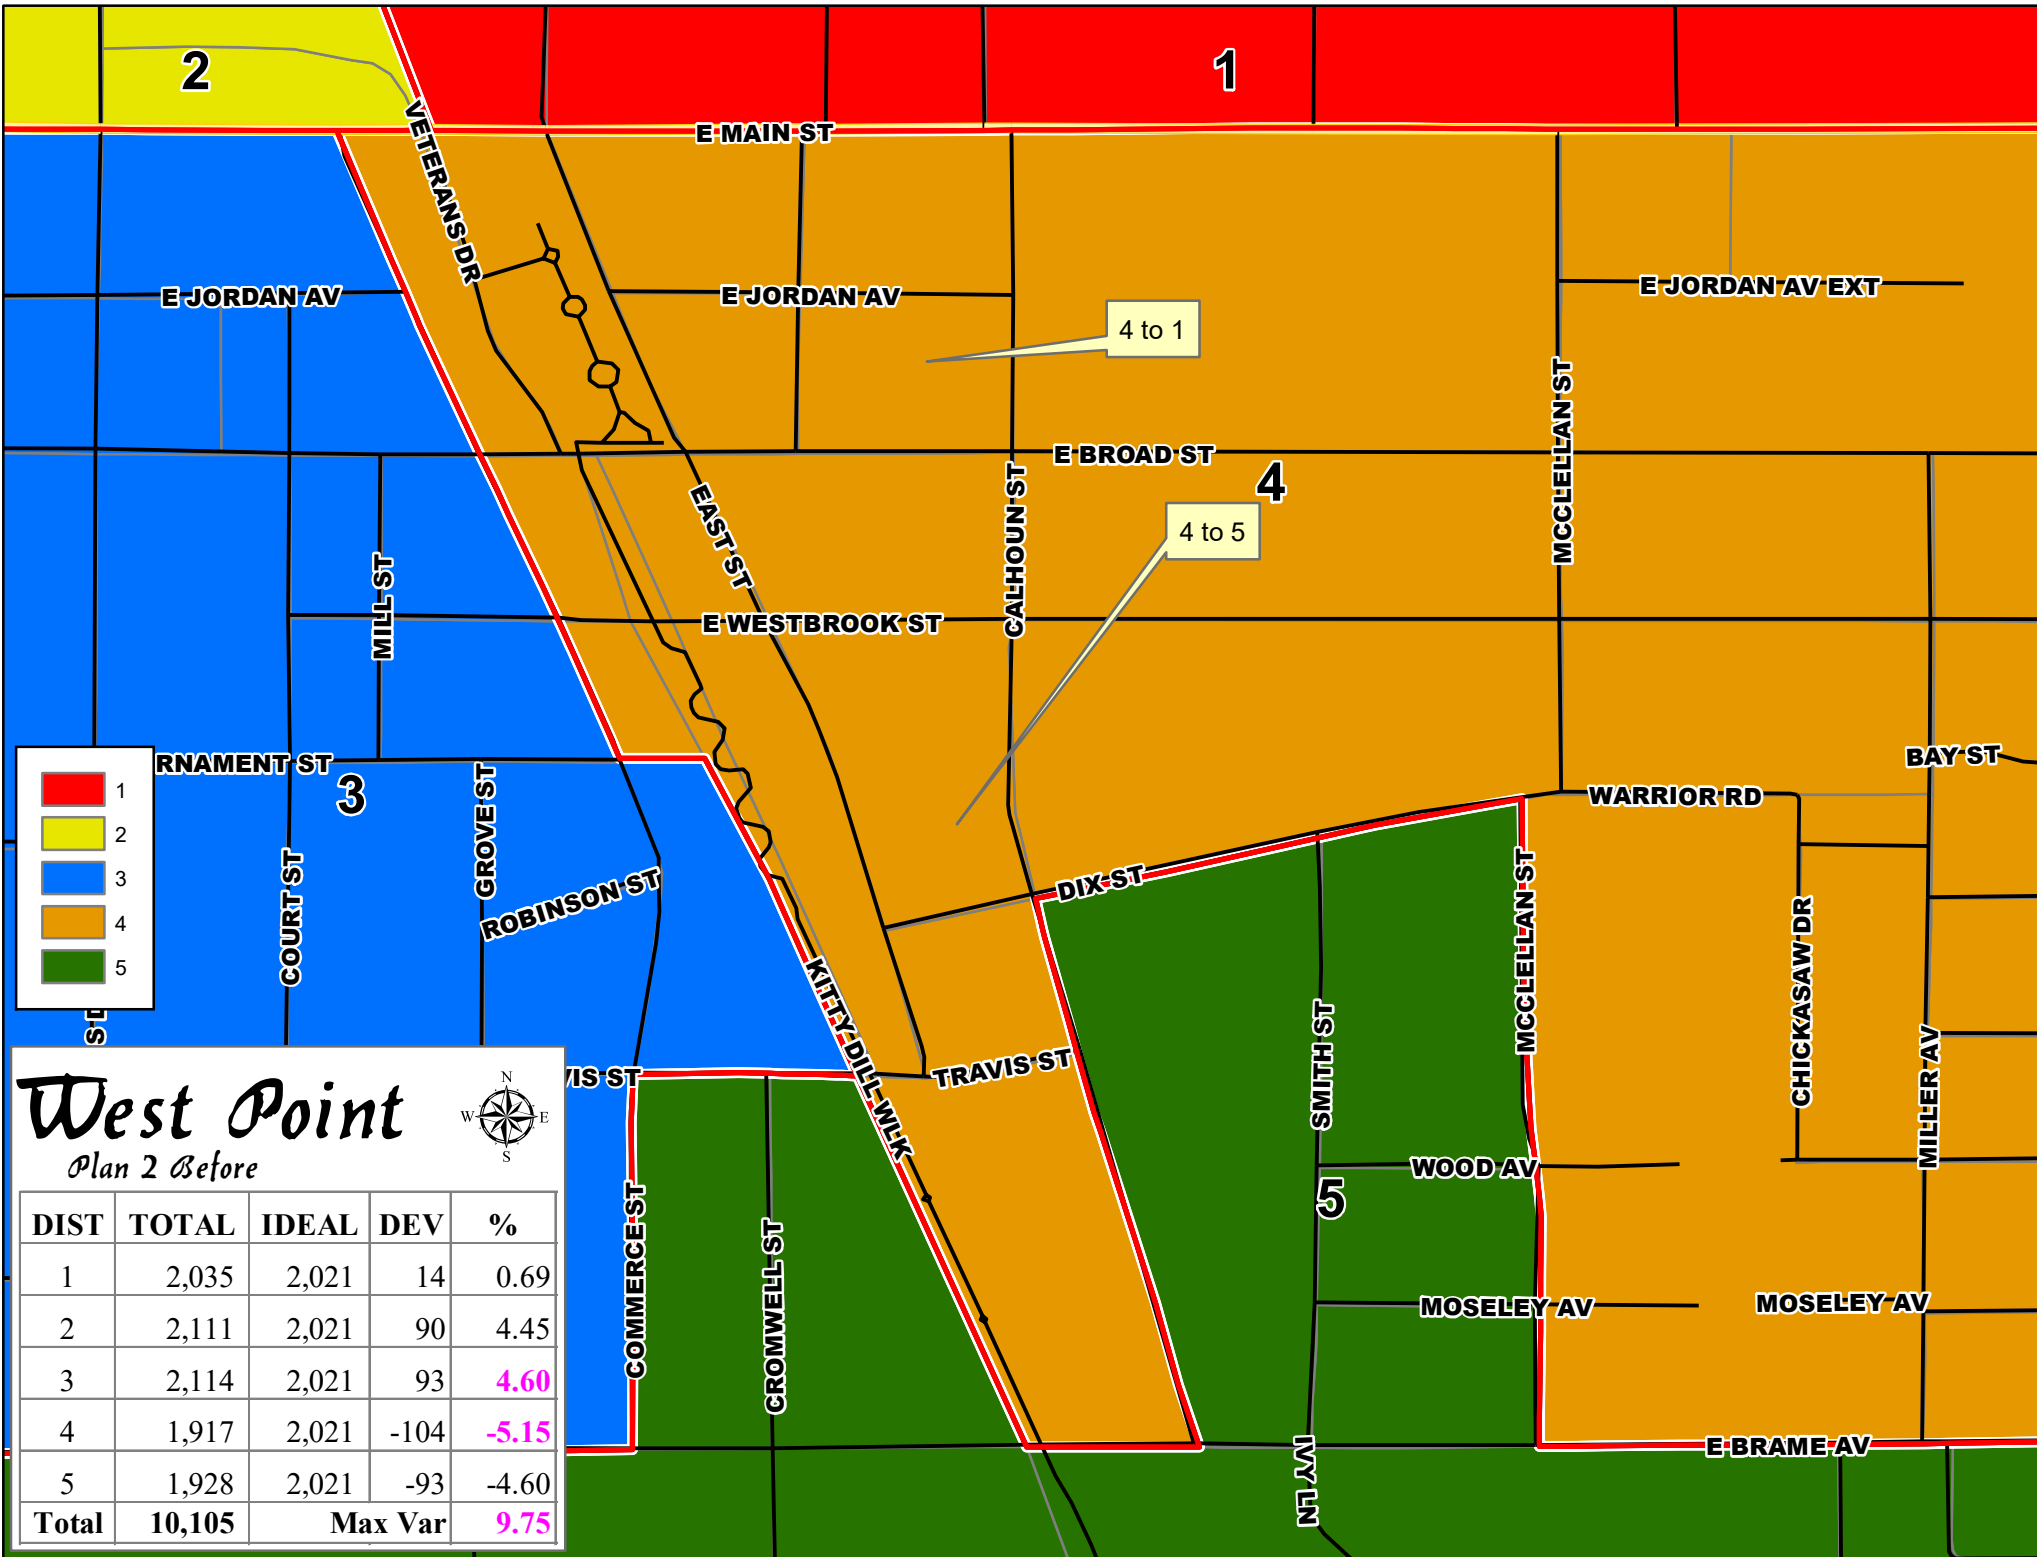 2
1
VETERANS DR
E MAIN ST
E JORDAN AV
E JORDAN AV
E JORDAN AV EXT
4 to 1
MCCLELLAN ST
E BROAD ST
4
CALHOUN ST
EAST ST
4 to 5
MILL ST
E WESTBROOK ST
RNAMENT ST
3
BAY ST
WARRIOR RD
GROVE ST
COURT ST
ROBINSON ST
DIX ST
MCCLELLAN ST
CHICKASAW DR
1
2
3
4
5
S
KITTY DILL WLK
TRAVIS ST
VIS ST
SMITH ST
MILLER AV
WOOD AV
5
COMMERCE ST
CROMWELL ST
MOSELEY AV
MOSELEY AV
E BRAME AV
IVY LN
West Point
Plan 2 Before
N
W E
S
DIST TOTAL IDEAL DEV %
1 2,035 2,021 14 0.69
2 2,111 2,021 90 4.45
3 2,114 2,021 93 4.60
4 1,917 2,021 -104 -5.15
5 1,928 2,021 -93 -4.60
Total 10,105 Max Var 9.75